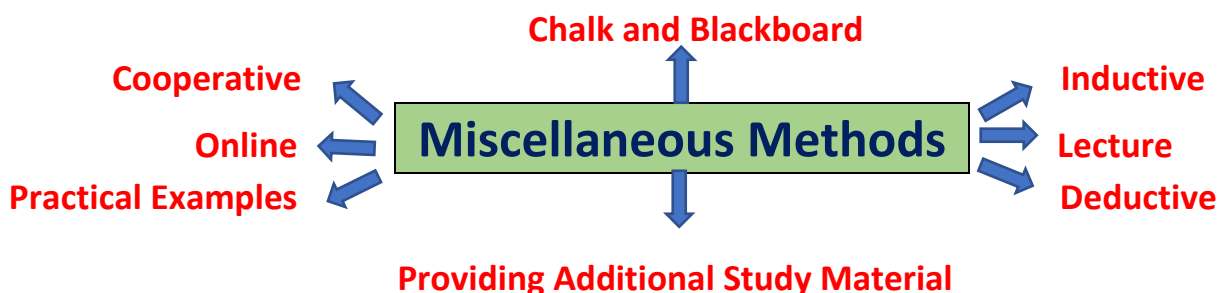 Chalk and Blackboard
Cooperative
Inductive
Miscellaneous Methods
Online
Lecture
Practical Examples
Deductive
Providing Additional Study Material